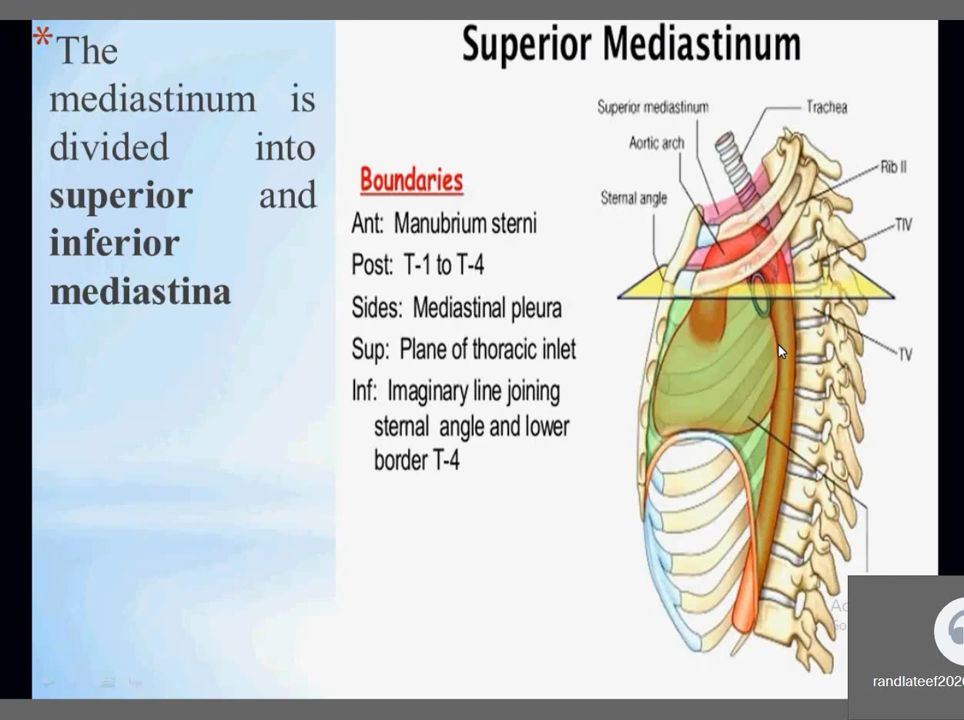 *The
mediastinum is
divided into
superior and
inferior
mediastina
Superior Mediastinum
Boundaries
Ant: Manubrium sterni
Post: T-1 to T-4
Sides: Mediastinal pleura
Sup: Plane of thoracic inlet
Inf: Imaginary line joining
sternal angle and lower
border T-4
Superior mediastinum
Trachea
Aortic arch
Rib II
Sternal angle
TIV
TV